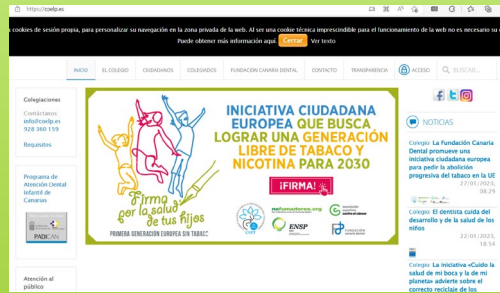 https://coelp.es
cookies de sesión propia, para personalizar su navegación en la zona privada de la web. Al ser una cookie técnica imprescindible para el funcionamiento de la web no es necesario su
Puede obtener más información aquí. Cerrar Ver texto
INICIO EL COLEGIO CIUDADANOS COLEGIADOS FUNDACIÓN CANARIA DENTAL CONTACTO TRANSPARENCIA ACCESO BUSCAR...
Colegiaciones
Contáctanos:
info@coelp.es
928 360 159
Requisitos
Programa de
Atención Dental
Infantil de
Canarias
PADICAN
Atención al
público
INICIATIVA CIUDADANA
EUROPEA QUE BUSCA
LOGRAR UNA GENERACIÓN
LIBRE DE TABACO Y
NICOTINA PARA 2030
¡FIRMA!
Firma
por la salud
de tus hijos
PRIMERA GENERACIÓN EUROPEA SIN TABACO
nofumadores.org
ENSP
NOTICIAS
Colegio La Fundación Canaria
Dental promueve una
iniciativa ciudadana europea
para pedir la abolición
progresiva del tabaco en la UE
27/01/2023,
08:29
Colegio El dentista cuida del
desarrollo y de la salud de los
niños
22/01/2023,
18:54
Colegio La iniciativa «Cuido la
salud de mi boca y la de mi
planeta» advierte sobre el
correcto reciclaje de los